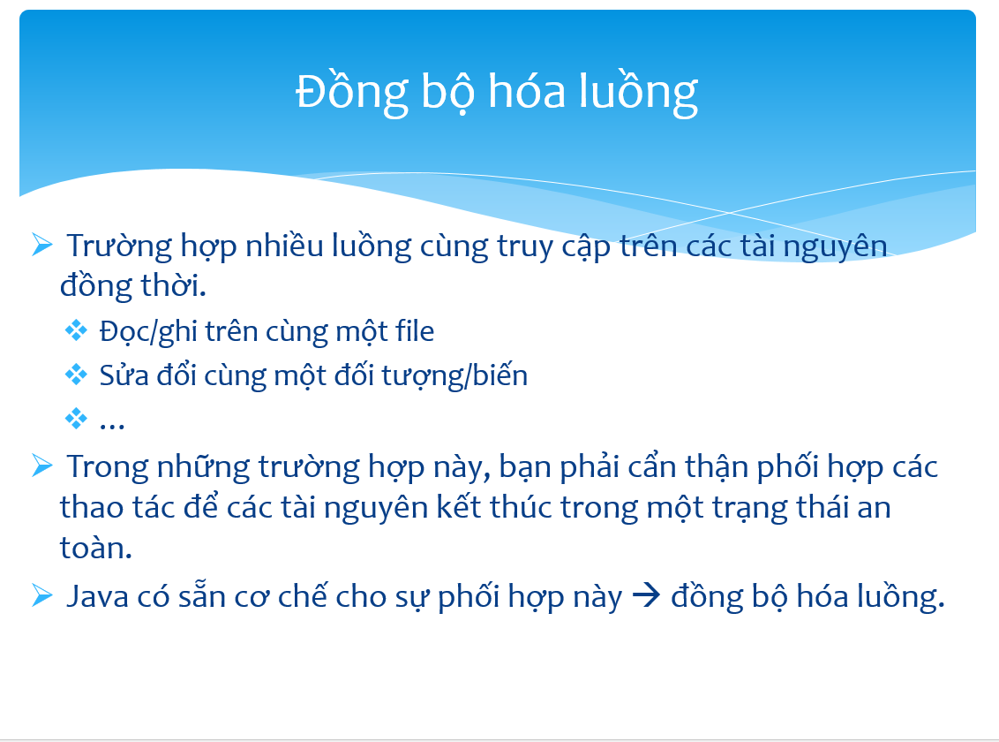 Đồng bộ hóa luồng
Trường hợp nhiều luồng cùng truy cập trên các tài nguyên
đồng thời.
Đọc/ghi trên cùng một file
Sửa đổi cùng một đối tượng/biến
...
Trong những trường hợp này, bạn phải cẩn thận phối hợp các
thao tác để các tài nguyên kết thúc trong một trạng thái an
toàn.
Java có sẵn cơ chế cho sự phối hợp này → đồng bộ hóa luồng.